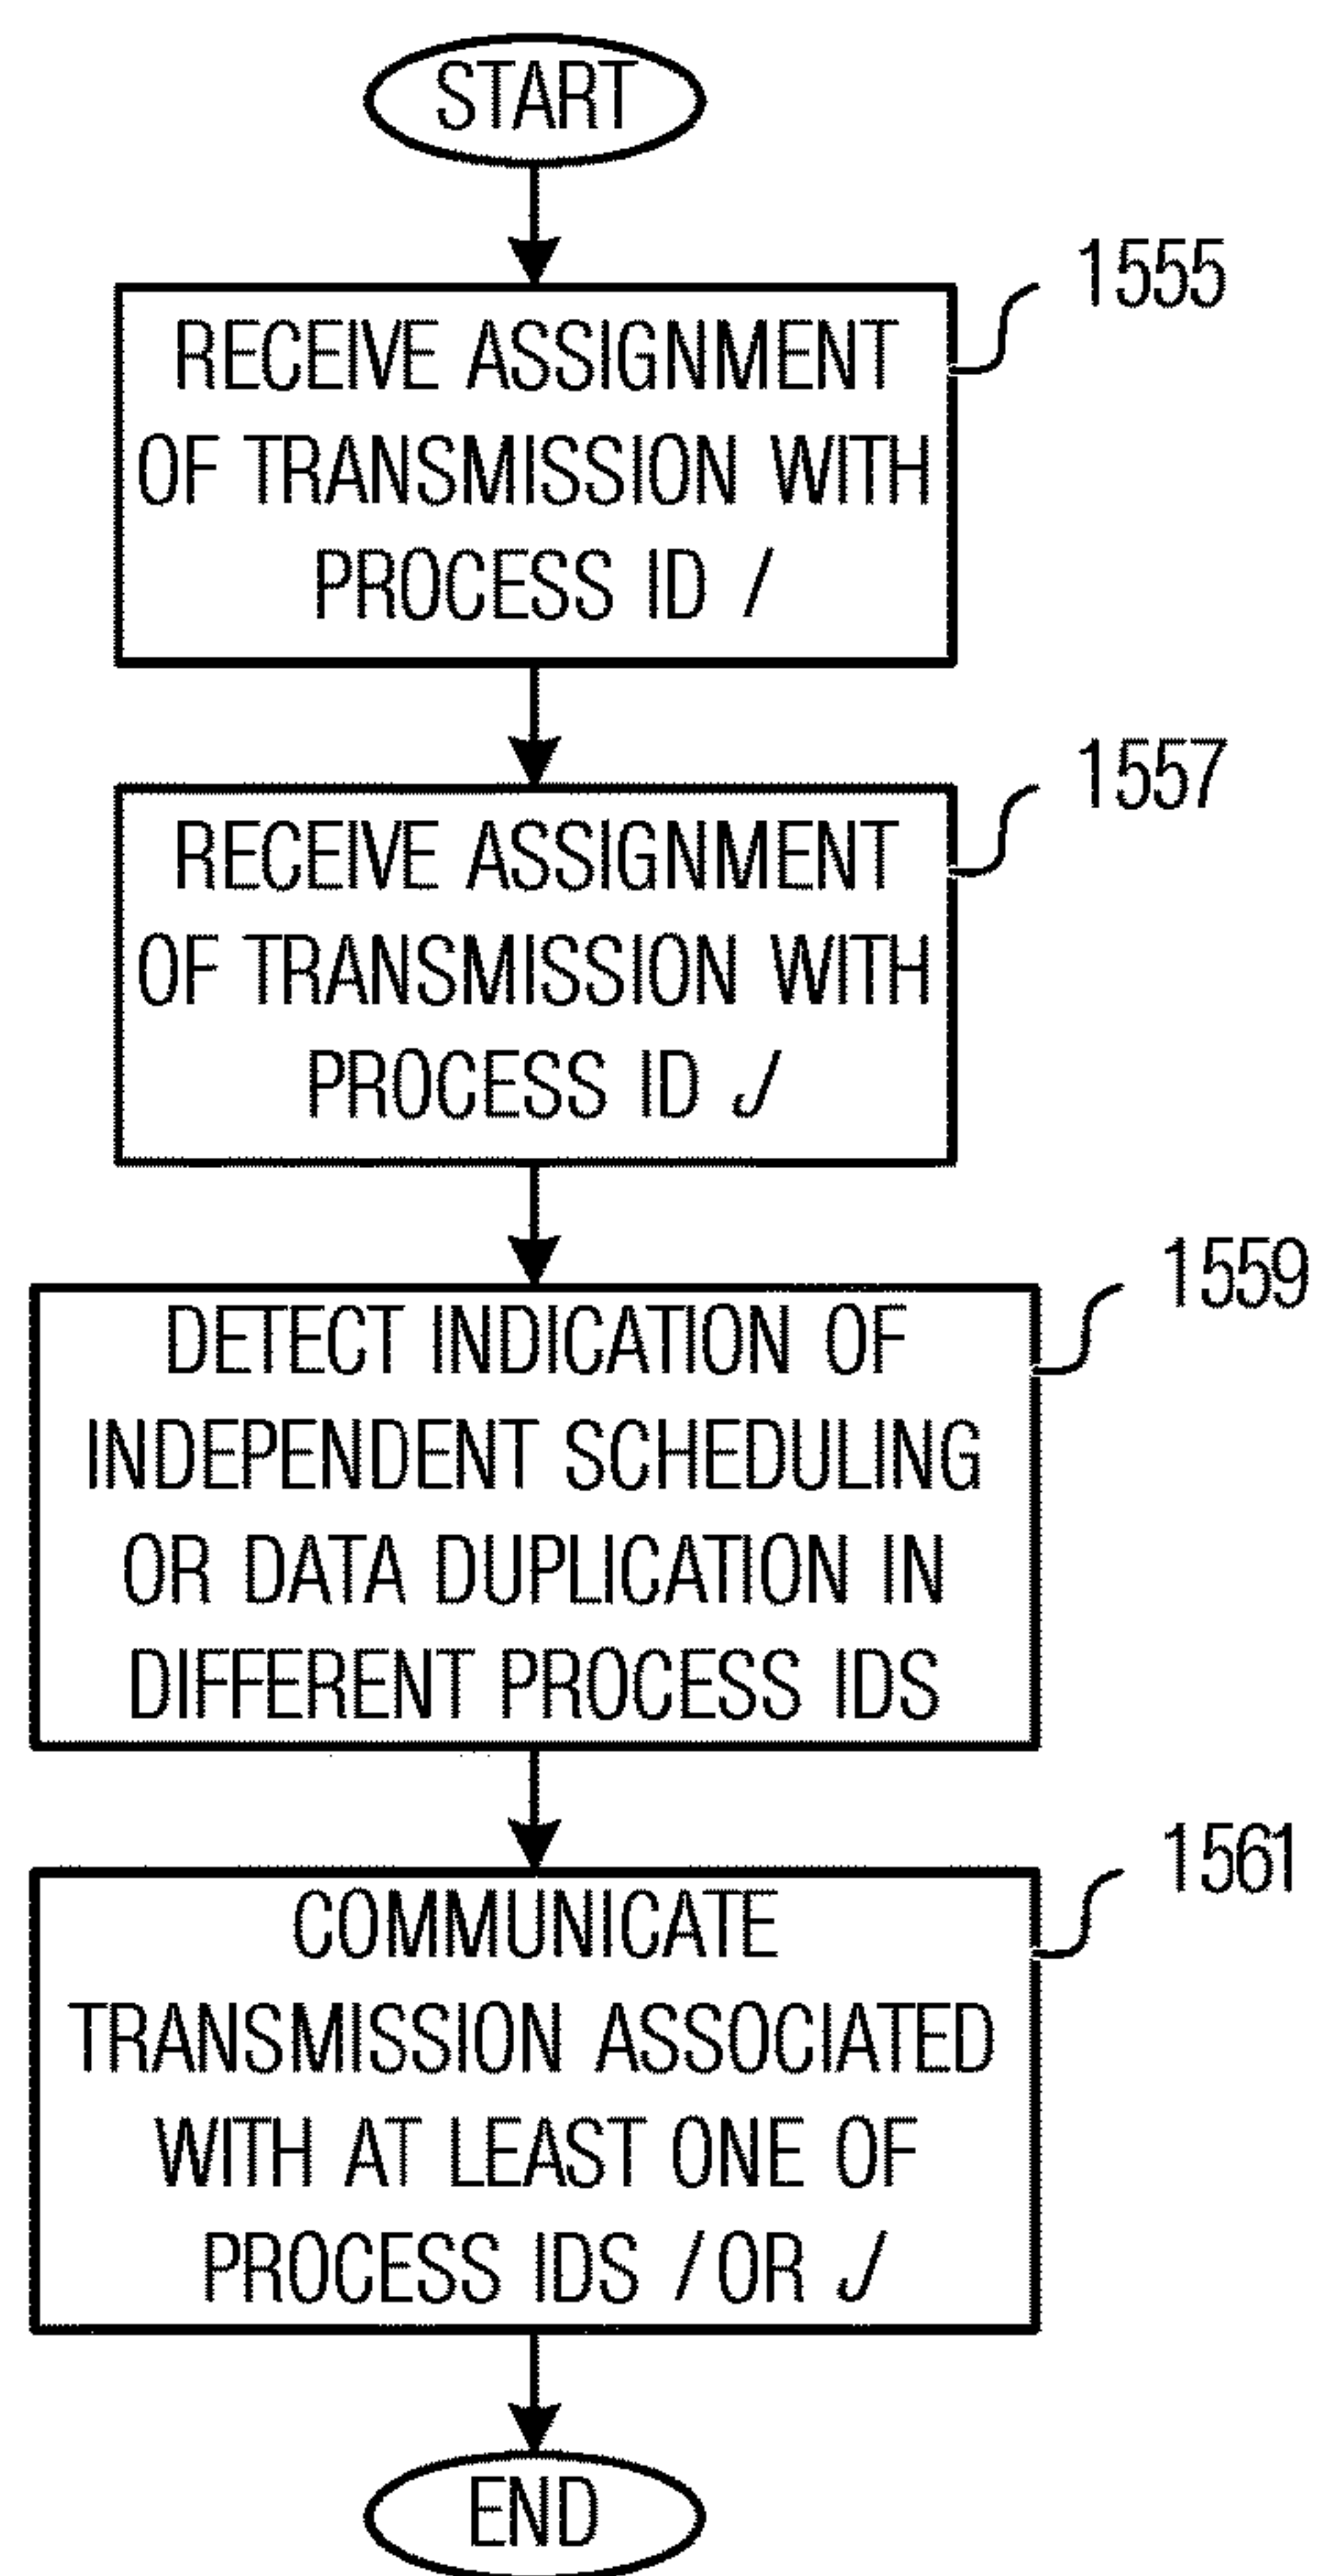 START
1555
RECEIVE ASSIGNMENT
OF TRANSMISSION WITH
PROCESS ID I
1557
RECEIVE ASSIGNMENT
OF TRANSMISSION WITH
PROCESS ID J
1559
DETECT INDICATION OF
INDEPENDENT SCHEDULING
OR DATA DUPLICATION IN
DIFFERENT PROCESS IDS
1561
COMMUNICATE
TRANSMISSION ASSOCIATED
WITH AT LEAST ONE OF
PROCESS IDS I OR J
END